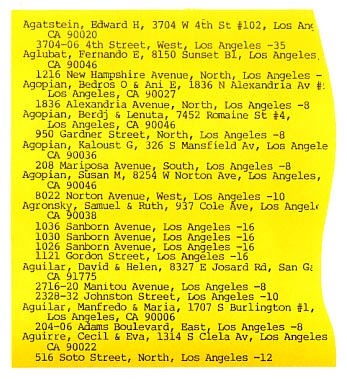 Agatstein, Edward H, 3704 W 4th St #102, Los Ang
CA 90020
3704-06 4th Street, West, Los Angeles -35
Aglubat, Fernando E, 8150 Sunset Bl, Los Angeles,
CA 90046
1216 New Hampshire Avenue, North, Los Angeles -
Agopian, Bedros O & Ani E, 1836 N Alexandria Av #
Los Angeles, CA 90027
1836 Alexandria Avenue, North, Los Angeles -8
Agopian, Berdj & Lenuta, 7452 Romaine St #4,
Los Angeles, CA 90046
950 Gardner Street, North, Los Angeles -8
Agopian, Kaloust G, 326 S Mansfield Av, Los Angele
CA 90036
208 Mariposa Avenue, South, Los Angeles -8
Agopian, Susan M, 8254 W Norton Ave, Los Angeles,
CA 90046
8022 Norton Avenue, West, Los Angeles -10
Agronsky, Samuel & Ruth, 937 Cole Ave, Los Angele
CA 90038
1036 Sanborn Avenue, Los Angeles -16
1030 Sanborn Avenue, Los Angeles -16
1026 Sanborn Avenue, Los Angeles -16
1121 Gordon Street, Los Angeles -16
Aguilar, David & Helen, 8327 E Josard Rd, San Ga
CA 91775
2716-20 Manitou Avenue, Los Angeles -8
2328-32 Johnston Street, Los Angeles -10
Aguilar, Manfredo & Maria, 1707 S Burlington #1,
Los Angeles, CA 90006
204-06 Adams Boulevard, East, Los Angeles -8
Aguirre, Cecil & Eva, 1314 S Clela Av, Los Angeles
CA 90022
516 Soto Street, North, Los Angeles -12